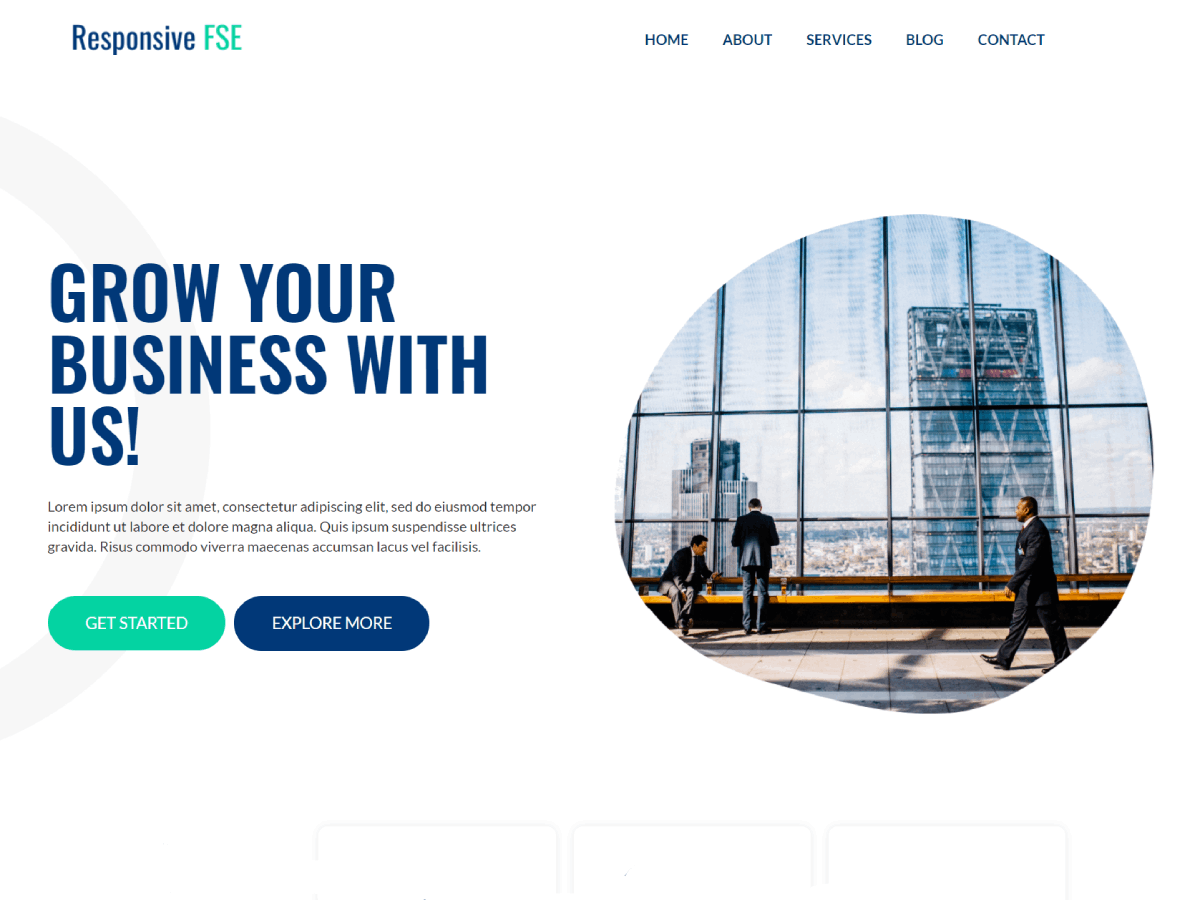 Responsive FSE
HOME ABOUT SERVICES BLOG CONTACT
GROW YOUR
BUSINESS WITH
US!
Lorem ipsum dolor sit amet, consectetur adipiscing elit, sed do eiusmod tempor
incididunt ut labore et dolore magna aliqua. Quis ipsum suspendisse ultrices
gravida. Risus commodo viverra maecenas accumsan lacus vel facilisis.
GET STARTED EXPLORE MORE